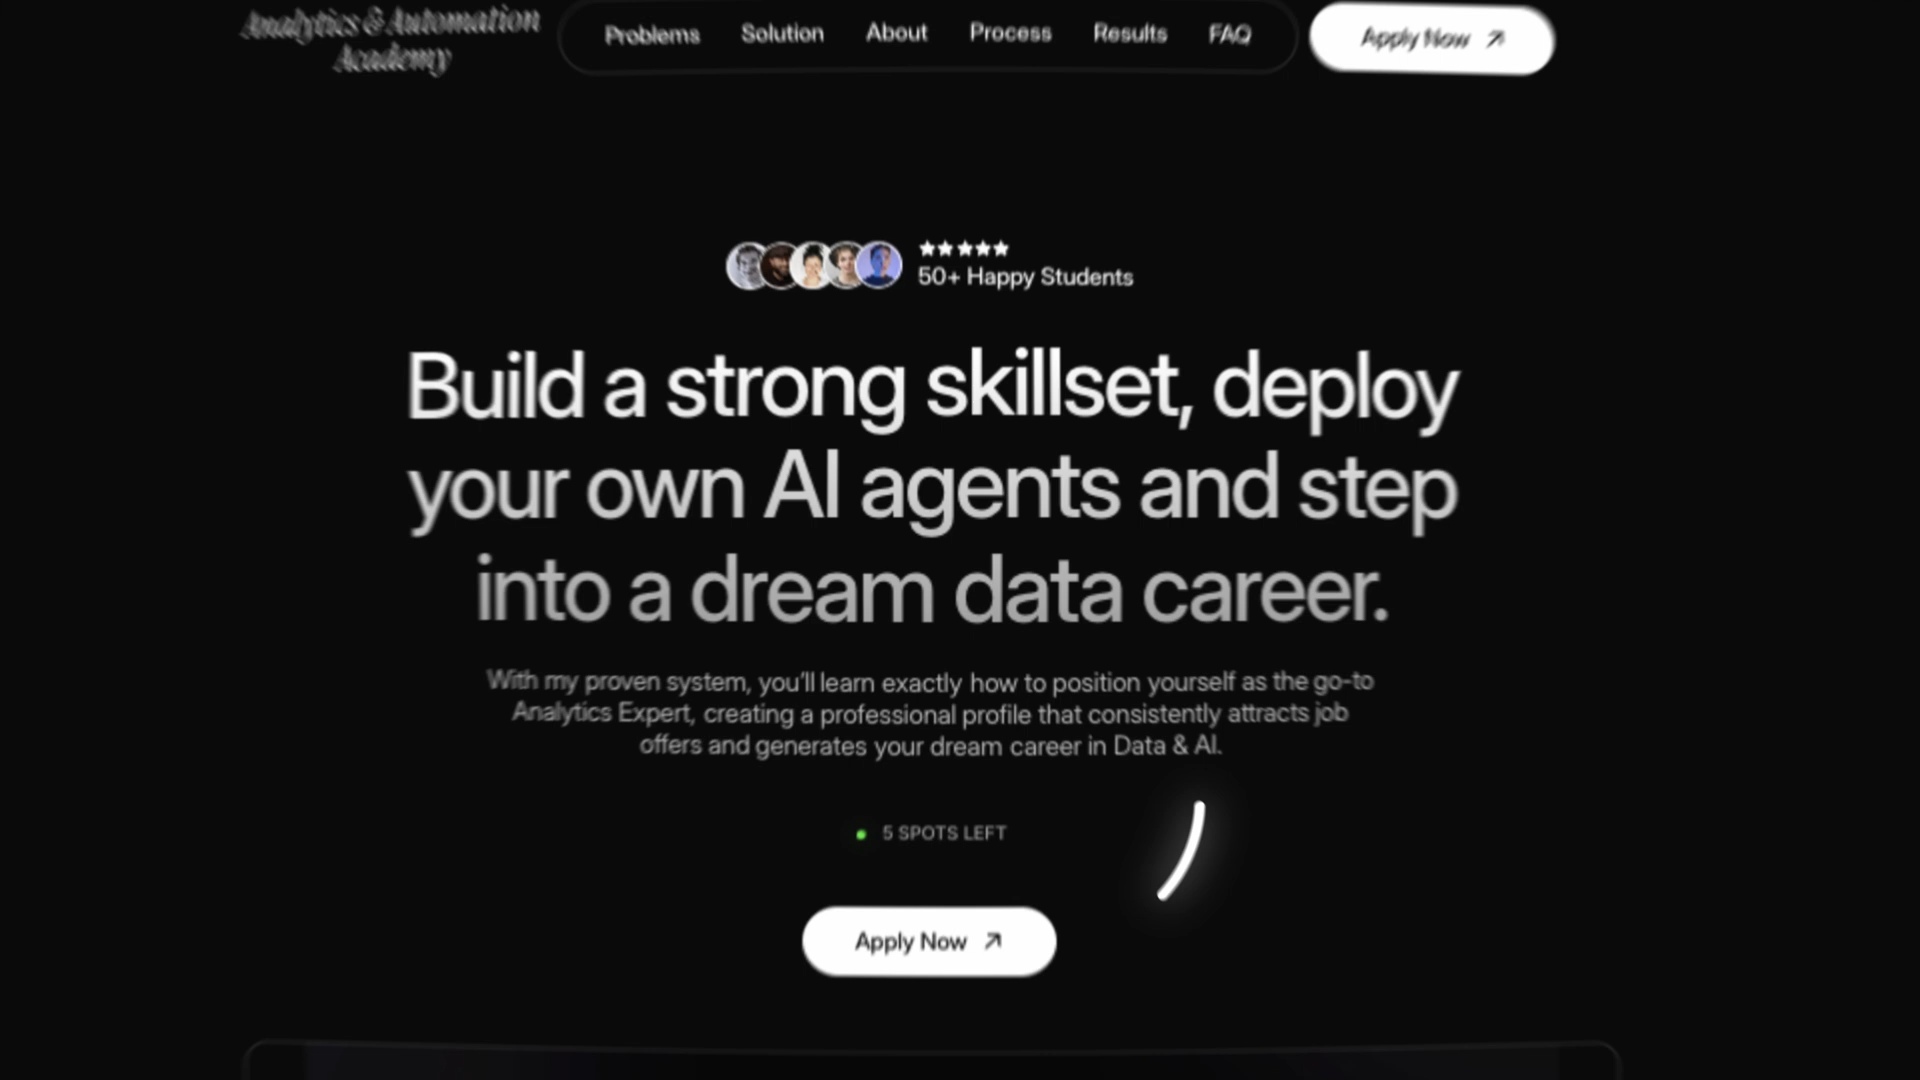 Analytics & Automation
Academy
Problems
Solution
About
Process
Results
FAQ
Apply Now
50+ Happy Students
Build a strong skillset, deploy
your own AI agents and step
into a dream data career.
With my proven system, you’ll learn exactly how to position yourself as the go-to
Analytics Expert, creating a professional profile that consistently attracts job
offers and generates your dream career in Data & AI.
5 SPOTS LEFT
Apply Now